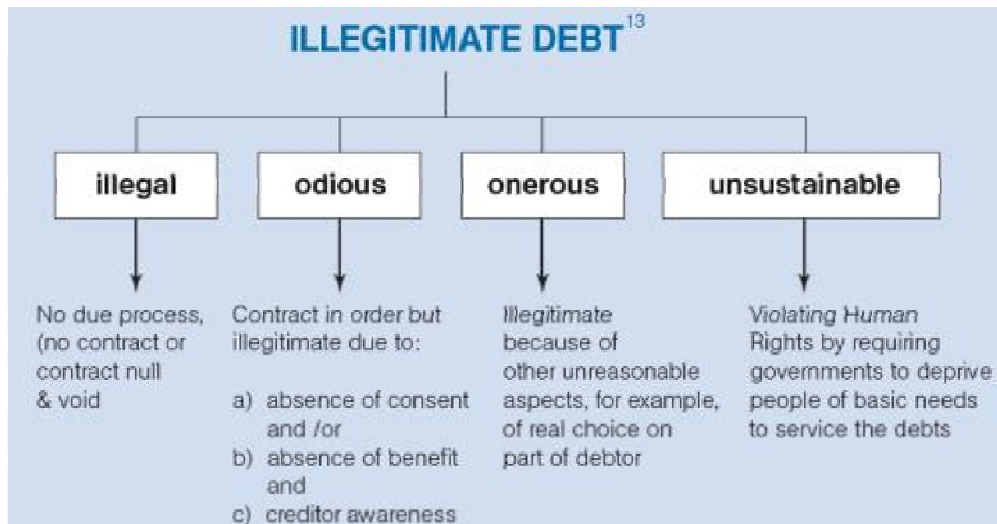 ILLEGITIMATE DEBT13
illegal
odious
onerous
unsustainable
No due process,
(no contract or
contract null
& void
Contract in order but
illegitimate due to:
a) absence of consent
and /or
b) absence of benefit
and
c) creditor awareness
Illegitimate
because of
other unreasonable
aspects, for example,
of real choice on
part of debtor
Violating Human
Rights by requiring
governments to deprive
people of basic needs
to service the debts